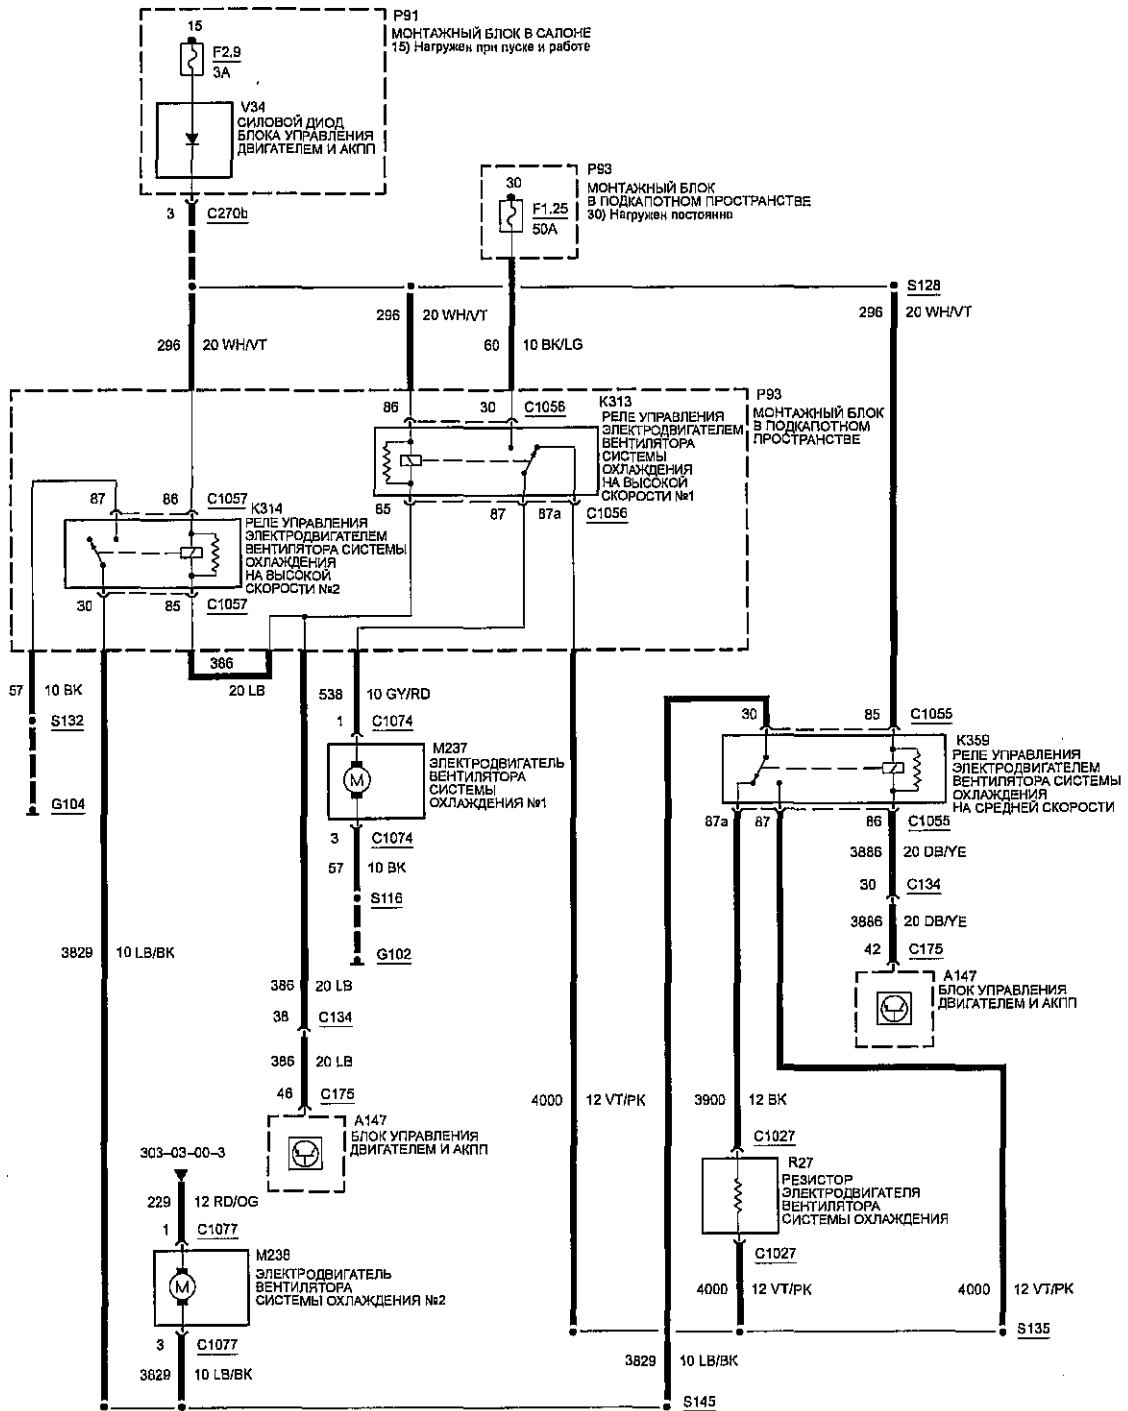 P91
МОНТАЖНЫЙ БЛОК В САЛОНЕ
15) Нагружен при пуске и работе
15
F2.9
3A
V34
СИЛОВОЙ ДИОД
БЛОКА УПРАВЛЕНИЯ
ДВИГАТЕЛЕМ И АКПП
3 C270b
P93
МОНТАЖНЫЙ БЛОК
В ПОДКАПОТНОМ ПРОСТРАНСТВЕ
30) Нагружен постоянно
30
F1.25
50A
S128
296 20 WH/VT
296 20 WH/VT
296 20 WH/VT
60 10 BK/LG
P93
МОНТАЖНЫЙ БЛОК
В ПОДКАПОТНОМ
ПРОСТРАНСТВЕ
86 30 C1056
K313
РЕЛЕ УПРАВЛЕНИЯ
ЭЛЕКТРОДВИГАТЕЛЕМ
ВЕНТИЛЯТОРА
СИСТЕМЫ
ОХЛАЖДЕНИЯ
НА ВЫСОКОЙ
СКОРОСТИ №1
85 87 87a C1056
87 86 C1057
K314
РЕЛЕ УПРАВЛЕНИЯ
ЭЛЕКТРОДВИГАТЕЛЕМ
ВЕНТИЛЯТОРА СИСТЕМЫ
ОХЛАЖДЕНИЯ
НА ВЫСОКОЙ
СКОРОСТИ №2
30 85 C1057
386
20 LB
57 10 BK
S132
G104
538 10 GY/RD
1 C1074
M237
ЭЛЕКТРОДВИГАТЕЛЬ
ВЕНТИЛЯТОРА
СИСТЕМЫ
ОХЛАЖДЕНИЯ №1
M
3 C1074
57 10 BK
S116
G102
30 85 C1055
K359
РЕЛЕ УПРАВЛЕНИЯ
ЭЛЕКТРОДВИГАТЕЛЕМ
ВЕНТИЛЯТОРА СИСТЕМЫ
ОХЛАЖДЕНИЯ
НА СРЕДНЕЙ СКОРОСТИ
87a 87 86 C1055
3886 20 DB/YE
30 C134
3886 20 DB/YE
42 C175
A147
БЛОК УПРАВЛЕНИЯ
ДВИГАТЕЛЕМ И АКПП
3829 10 LB/BK
386 20 LB
38 C134
386 20 LB
46 C175
A147
БЛОК УПРАВЛЕНИЯ
ДВИГАТЕЛЕМ И АКПП
4000 12 VT/PK
3900 12 BK
C1027
R27
РЕЗИСТОР
ЭЛЕКТРОДВИГАТЕЛЯ
ВЕНТИЛЯТОРА
СИСТЕМЫ ОХЛАЖДЕНИЯ
C1027
4000 12 VT/PK
4000 12 VT/PK
S135
303-03-00-3
229 12 RD/OG
1 C1077
M238
ЭЛЕКТРОДВИГАТЕЛЬ
ВЕНТИЛЯТОРА
СИСТЕМЫ ОХЛАЖДЕНИЯ №2
M
3 C1077
3829 10 LB/BK
3829 10 LB/BK
S145